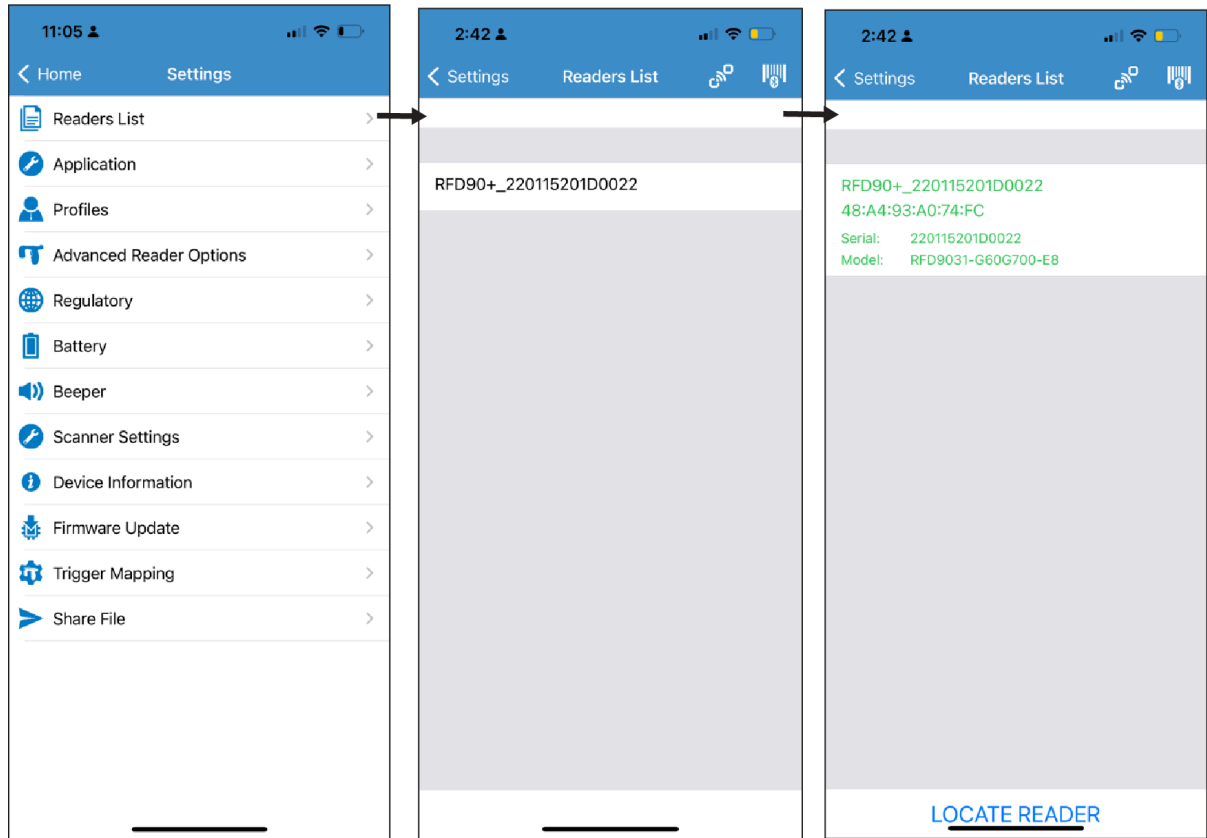 11:05
Home Settings
Readers List
Application
Profiles
Advanced Reader Options
Regulatory
Battery
Beeper
Scanner Settings
Device Information
Firmware Update
Trigger Mapping
Share File
2:42
Settings Readers List
RFD90+_220115201D0022
2:42
Settings Readers List
RFD90+_220115201D0022
48:A4:93:A0:74:FC
Serial: 220115201D0022
Model: RFD9031-G60G700-E8
LOCATE READER